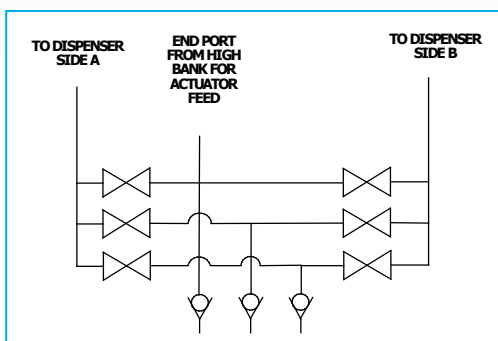 TO DISPENSER
SIDE A
END PORT
FROM HIGH
BANK FOR
ACTUATOR
FEED
TO DISPENSER
SIDE B